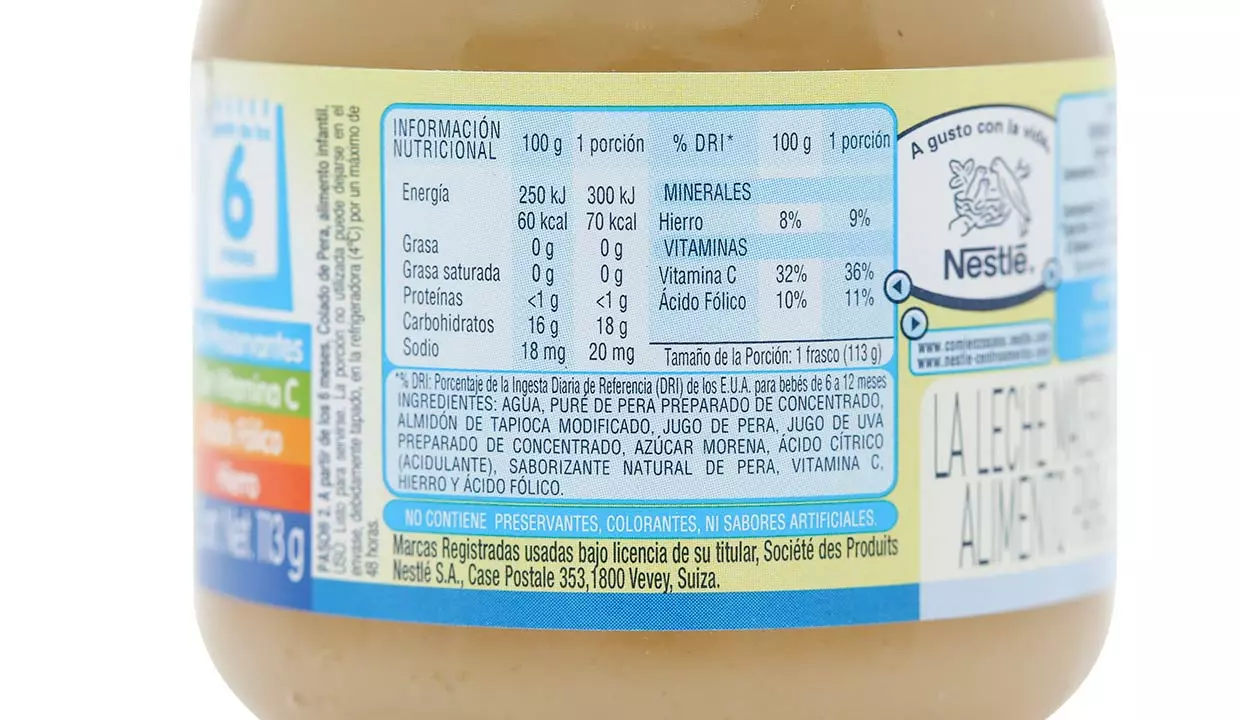 6
Vitamina C
Ácido Fólico
Hierro
Net. 113g
PASO® 2. A partir de los 6 meses. Colado de Pera, alimento infantil.
USO: Listo para servirse. La porción no utilizada puede dejarse en el
envase, debidamente tapado, en la refrigeradora (4°C) por un máximo de
48 horas.
INFORMACIÓN NUTRICIONAL 100 g 1 porción
Energía 250 kJ 300 kJ
60 kcal 70 kcal
Grasa 0 g 0 g
Grasa saturada 0 g 0 g
Proteínas <1 g <1 g
Carbohidratos 16 g 18 g
Sodio 18 mg 20 mg
% DRI* 100 g 1 porción
MINERALES
Hierro 8% 9%
VITAMINAS
Vitamina C 32% 36%
Ácido Fólico 10% 11%
Tamaño de la Porción: 1 frasco (113 g)
*% DRI: Porcentaje de la Ingesta Diaria de Referencia (DRI) de los E.U.A. para bebés de 6 a 12 meses
INGREDIENTES: AGUA, PURÉ DE PERA PREPARADO DE CONCENTRADO,
ALMIDÓN DE TAPIOCA MODIFICADO, JUGO DE PERA, JUGO DE UVA
PREPARADO DE CONCENTRADO, AZÚCAR MORENA, ÁCIDO CÍTRICO
(ACIDULANTE), SABORIZANTE NATURAL DE PERA, VITAMINA C,
HIERRO Y ÁCIDO FÓLICO.
NO CONTIENE PRESERVANTES, COLORANTES, NI SABORES ARTIFICIALES.
Marcas Registradas usadas bajo licencia de su titular, Société des Produits
Nestlé S.A., Case Postale 353,1800 Vevey, Suiza.
A gusto con la vida.
Nestlé.
LA LECHE